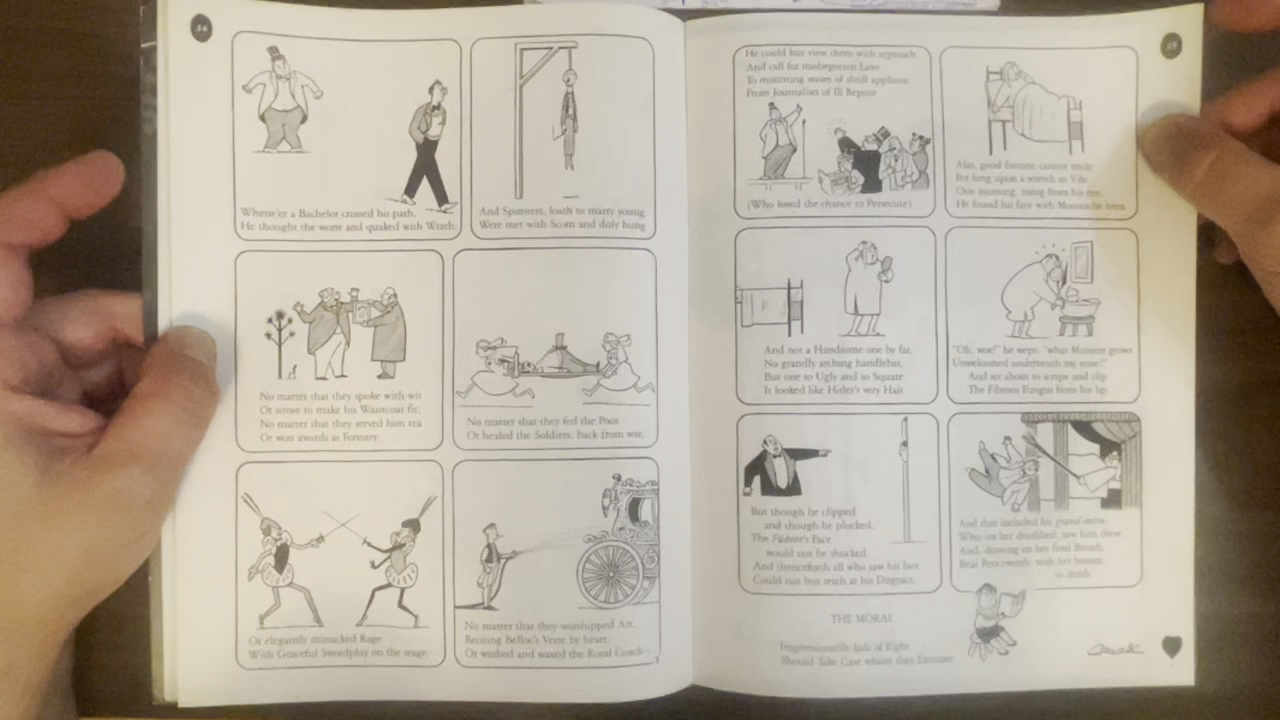 34
Whene'er a Bachelor crossed his path,
He thought the worst and quaked with Wrath.
And Spinsters, loath to marry young,
Were met with Scorn and duly hung
No matter that they spoke with wit
Or sense to make his Waistcoat fit;
No matter that they served him tea
Or won awards at Forestry.
No matter that they fed the Poor
Or healed the Soldiers, back from war.
Or elegantly mimicked Rage
With Graceful Swordplay on the stage;
No matter that they worshipped Art,
Reciting Belloc's Verse by heart;
Or washed and waxed the Royal Coach
He could but view them with reproach
And call for misbegotten Laws
To mounting waves of shrill applause
From Journalists of Ill Repute
(Who loved the chance to Persecute)
Alas, good fortune cannot smile
For long upon a wretch so Vile
One morning, rising from his rest,
He found his face with Moustache
And not a Handsome one by far,
No grandly arching handlebar,
But one so Ugly and so Square
It looked like Hitler's very Hair
"Oh, woe!" he wept, "what Monster grows
Unwelcomed underneath my nose?"
And set about to scrape and clip
The Fibrous Fungus from his lip.
But though he clipped
and though he plucked,
The Führer's Face
would not be shucked
And thenceforth all who saw his face
Could not but retch at his Disgrace.
And that included his grand-mère,
Who, on her deathbed, saw him there
And, drawing on her final Breath,
Beat Penceworth, with her broom,
to death.
THE MORAL
Impressionable lads of Eight
Should Take Care whom they Emulate.